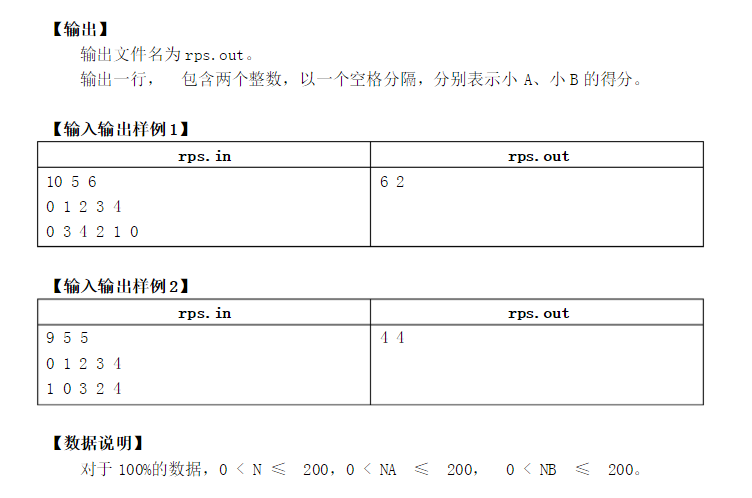 【输出】
输出文件名为 rps.out。
输出一行， 包含两个整数，以一个空格分隔，分别表示小 A、小 B 的得分。
【输入输出样例 1】
rps.in rps.out
10 5 6 6 2
0 1 2 3 4
0 3 4 2 1 0
【输入输出样例 2】
rps.in rps.out
9 5 5 4 4
0 1 2 3 4
1 0 3 2 4
【数据说明】
对于 100%的数据，0 < N ≤ 200，0 < NA ≤ 200， 0 < NB ≤ 200。